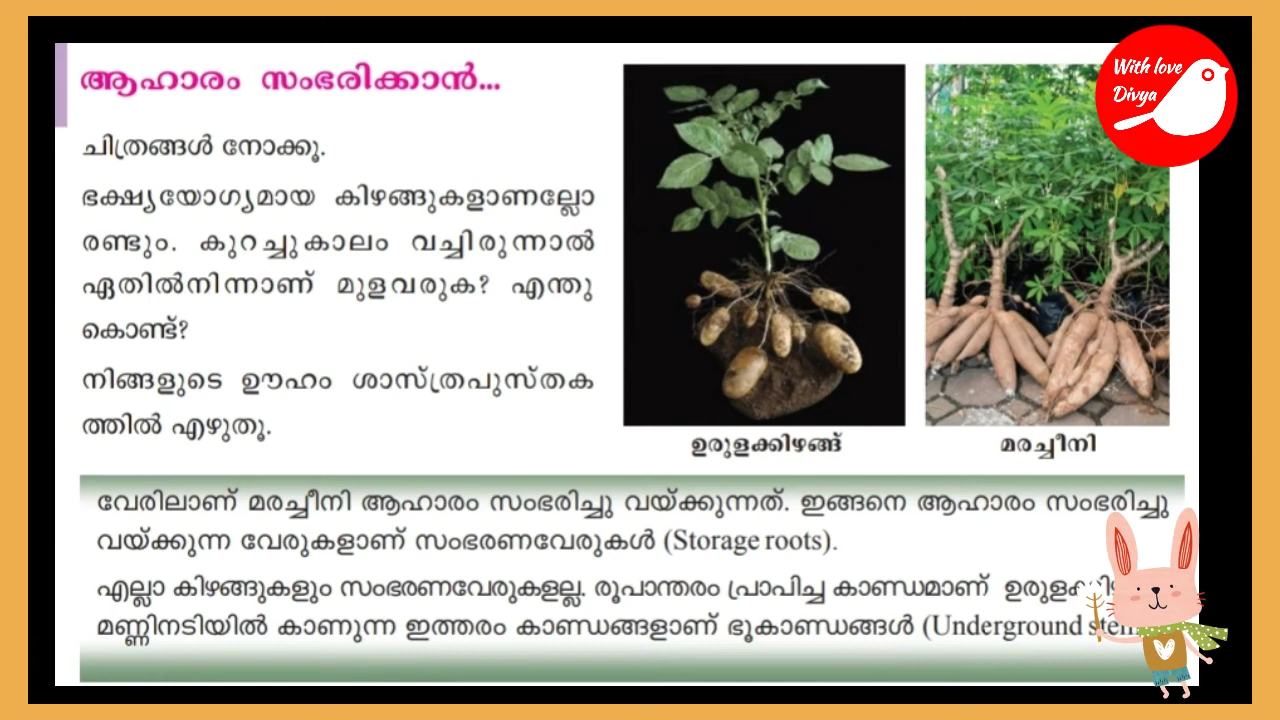 ആഹാരം സംഭരിക്കാൻ...
ചിത്രങ്ങൾ നോക്കൂ.
ഭക്ഷ്യയോഗ്യമായ കിഴങ്ങുകളാണല്ലോ
രണ്ടും. കുറച്ചുകാലം വച്ചിരുന്നാൽ
ഏതിൽനിന്നാണ് മുളവരുക? എന്തു
കൊണ്ട്?
നിങ്ങളുടെ ഊഹം ശാസ്ത്രപുസ്തക
ത്തിൽ എഴുതൂ.
ഉരുളക്കിഴങ്ങ്
മരച്ചീനി
With love
Divya
വേരിലാണ് മരച്ചീനി ആഹാരം സംഭരിച്ചു വയ്ക്കുന്നത്. ഇങ്ങനെ ആഹാരം സംഭരിച്ചു
വയ്ക്കുന്ന വേരുകളാണ് സംഭരണവേരുകൾ (Storage roots).
എല്ലാ കിഴങ്ങുകളും സംഭരണവേരുകളല്ല. രൂപാന്തരം പ്രാപിച്ച കാണ്ഡമാണ്
മണ്ണിനടിയിൽ കാണുന്ന ഇത്തരം കാണ്ഡങ്ങളാണ് ഭൂകാണ്ഡങ്ങൾ (Underground